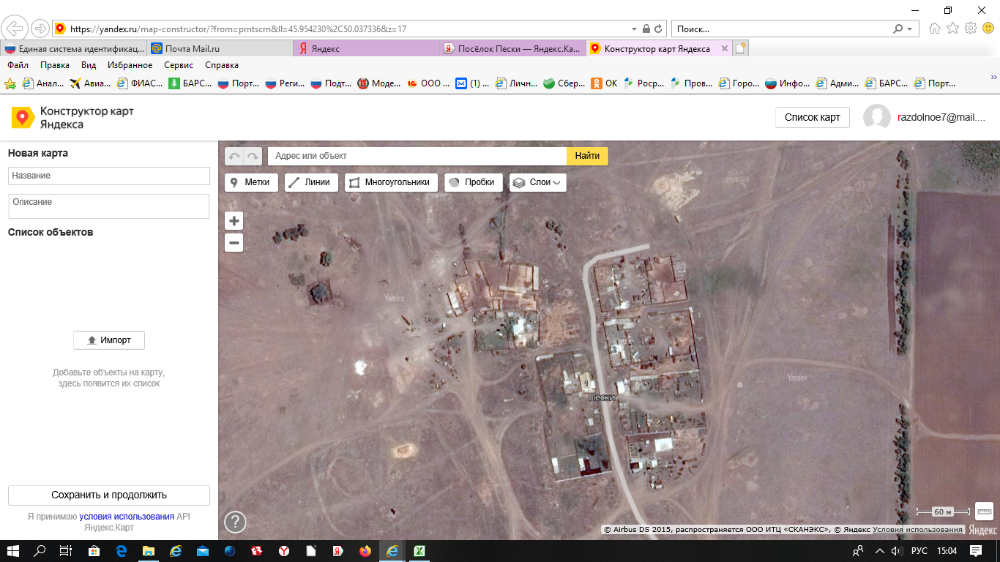 https://yandex.ru/map-constructor/?from=prntscrn&ll=45.954230%2C50.037336&z=17
Поиск...
Единая система идентификац...
Почта Mail.ru
Яндекс
Посёлок Пески — Яндекс.Ка...
Конструктор карт Яндекса
Файл Правка Вид Избранное Сервис Справка
Анал... Авиа... ФИАС... БАРС... Порт... Реги... Подт... Моде... ООО ... (1) ... Личн... Сбер... ОК Роср... Пров... Горо... Инфо... Адми... БАРС... Порт...
Конструктор карт
Яндекса
Список карт
razdolnoe7@mail....
Новая карта
Название
Описание
Список объектов
Импорт
Добавьте объекты на карту,
здесь появится их список
Сохранить и продолжить
Я принимаю условия использования API
Яндекс.Карт
Адрес или объект
Найти
Метки Линии Многоугольники Пробки Слои
Yandex
2
Yandex
1
Пески
60 м
© Airbus DS 2015, распространяется ООО ИТЦ «СКАНЭКС», © Яндекс Условия использования
Яндекс
РУС 15:04